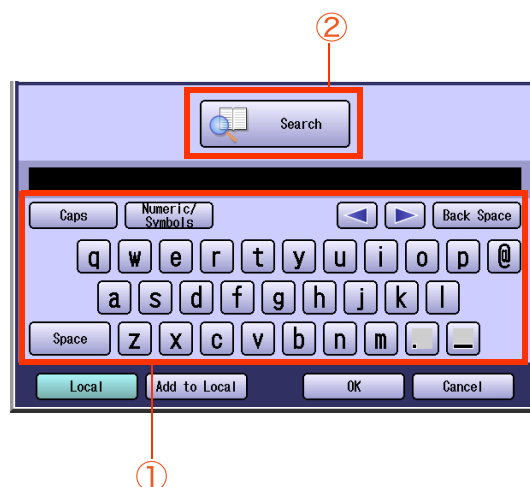 ②
Search
Caps Numeric/ Back Space
Symbols
q w e r t y u i o p @
a s d f g h j k l
Space z x c v b n m . _
Local Add to Local OK Cancel
①